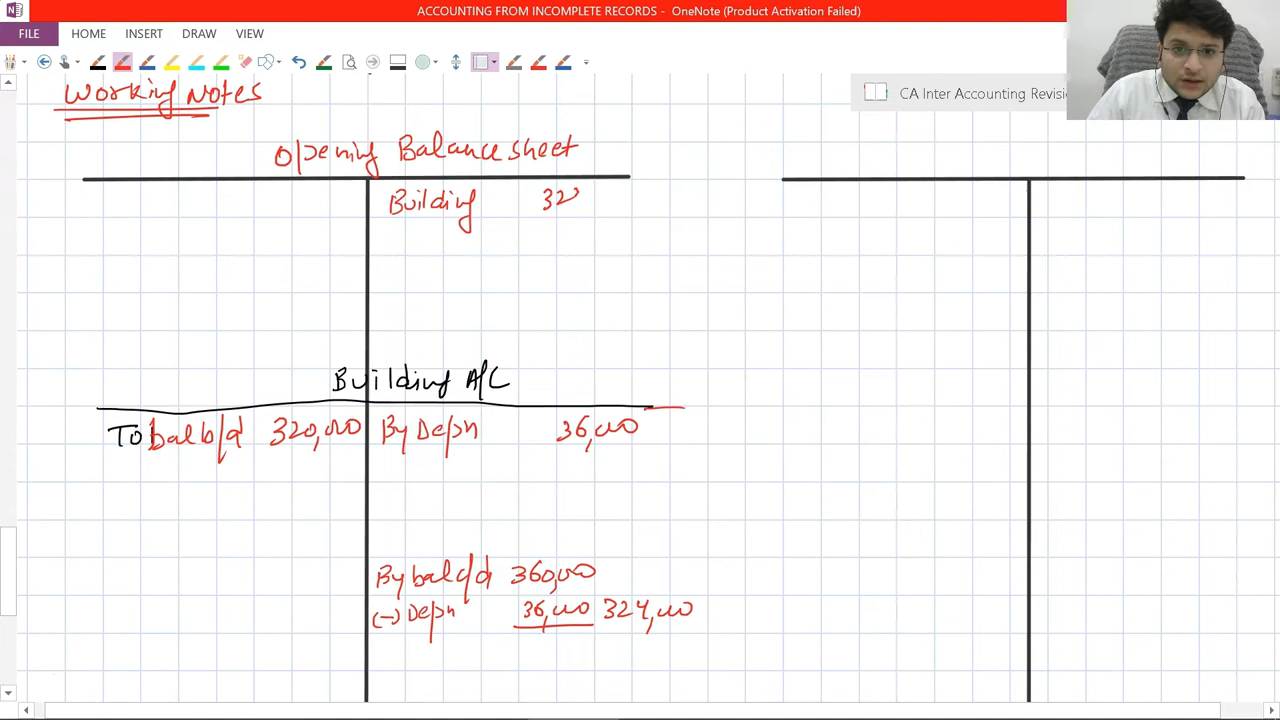 ACCOUNTING FROM INCOMPLETE RECORDS - OneNote (Product Activation Failed)
FILE HOME INSERT DRAW VIEW
Working Notes
CA Inter Accounting Revisi
Opening Balance sheet
Building 32
Building A/C
To bal b/d 320,000 By Depn 36,000
By bal c/d 360,000
(-) Depn 36,000 324,000